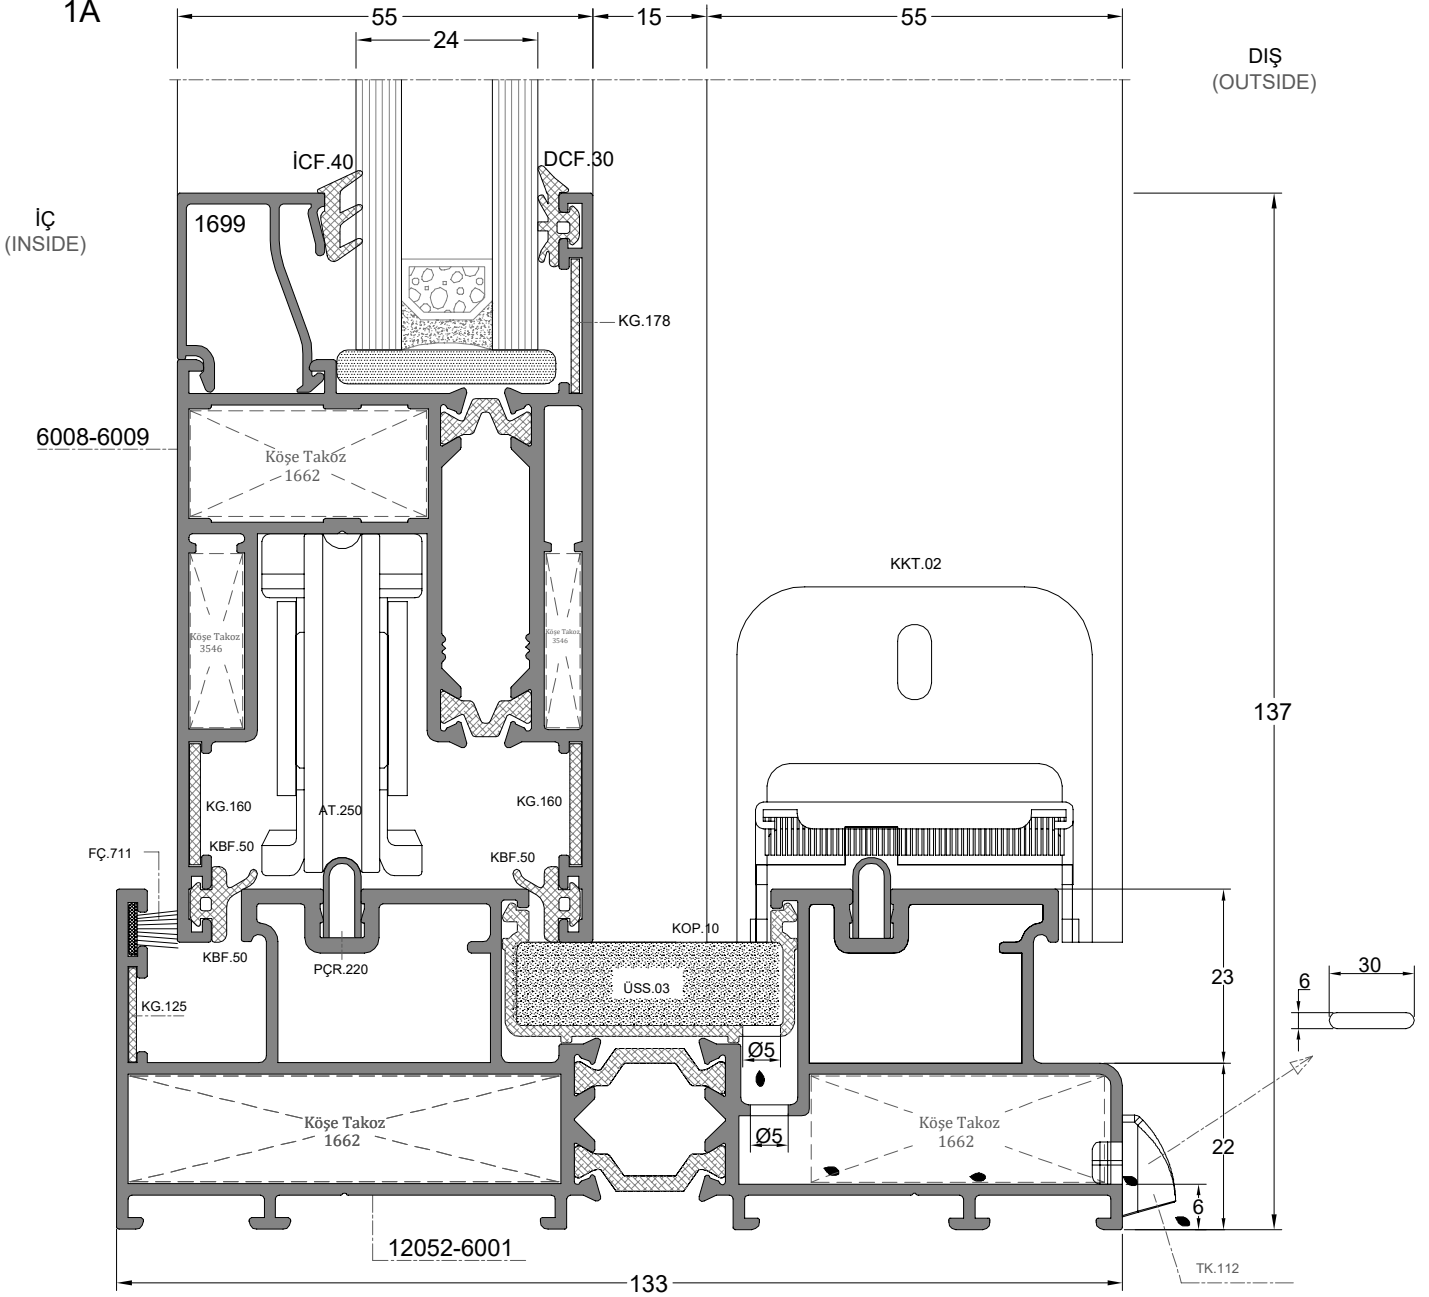 1A
55
15
55
24
DIŞ
(OUTSIDE)
İCF.40
DCF.30
İÇ
(INSIDE)
1699
KG.178
6008-6009
Köşe Takoz
1662
KKT.02
Köşe Takoz
3546
Köşe Takoz
3546
137
KG.160
AT.250
KG.160
FÇ.711
KBF.50
KBF.50
KOP.10
KBF.50
PÇR.220
ÜSS.03
KG.125
23
6
30
Ø5
Köşe Takoz
1662
Ø5
Köşe Takoz
1662
22
6
12052-6001
TK.112
133